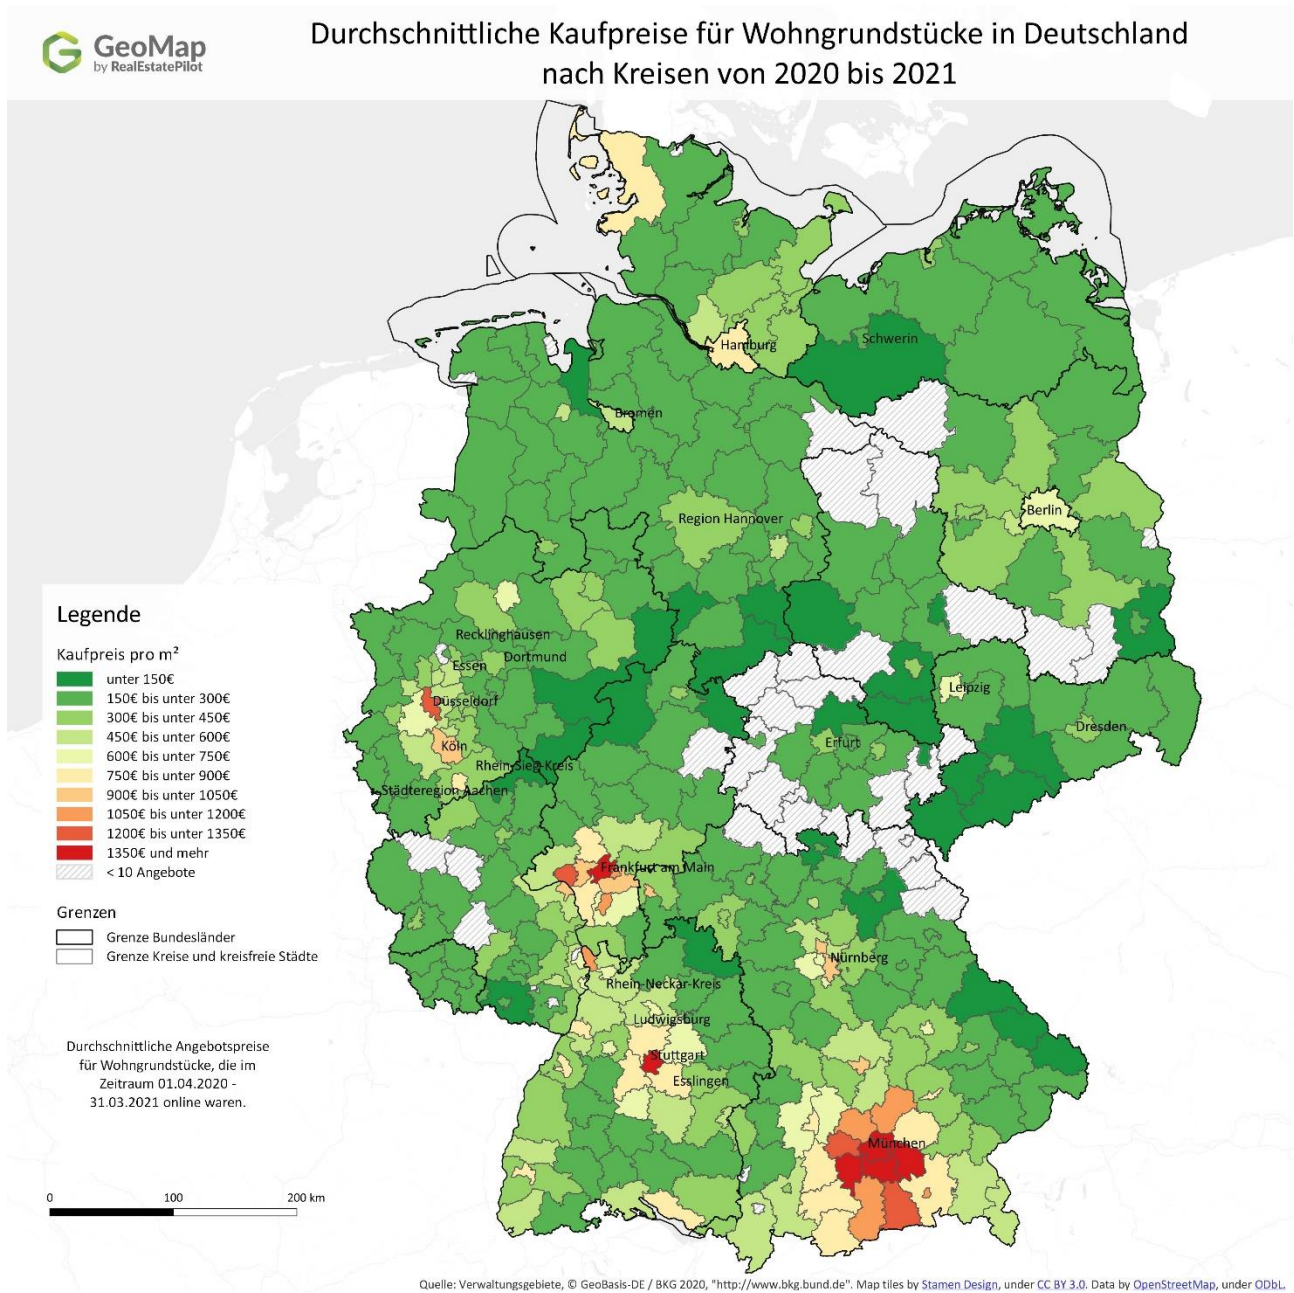 GeoMap
by RealEstatePilot
Durchschnittliche Kaufpreise für Wohngrundstücke in Deutschland
nach Kreisen von 2020 bis 2021
Hamburg
Schwerin
Bremen
Region Hannover
Berlin
Recklinghausen
Dortmund
Essen
Düsseldorf
Köln
Leipzig
Dresden
Erfurt
Rhein-Sieg-Kreis
Städteregion Aachen
Frankfurt am Main
Nürnberg
Rhein-Neckar-Kreis
Ludwigsburg
Stuttgart
Esslingen
München
Legende
Kaufpreis pro m²
unter 150€
150€ bis unter 300€
300€ bis unter 450€
450€ bis unter 600€
600€ bis unter 750€
750€ bis unter 900€
900€ bis unter 1050€
1050€ bis unter 1200€
1200€ bis unter 1350€
1350€ und mehr
< 10 Angebote
Grenzen
Grenze Bundesländer
Grenze Kreise und kreisfreie Städte
Durchschnittliche Angebotspreise
für Wohngrundstücke, die im
Zeitraum 01.04.2020 -
31.03.2021 online waren.
0 100 200 km
Quelle: Verwaltungsgebiete, © GeoBasis-DE / BKG 2020, "http://www.bkg.bund.de". Map tiles by Stamen Design, under CC BY 3.0. Data by OpenStreetMap, under ODbL.